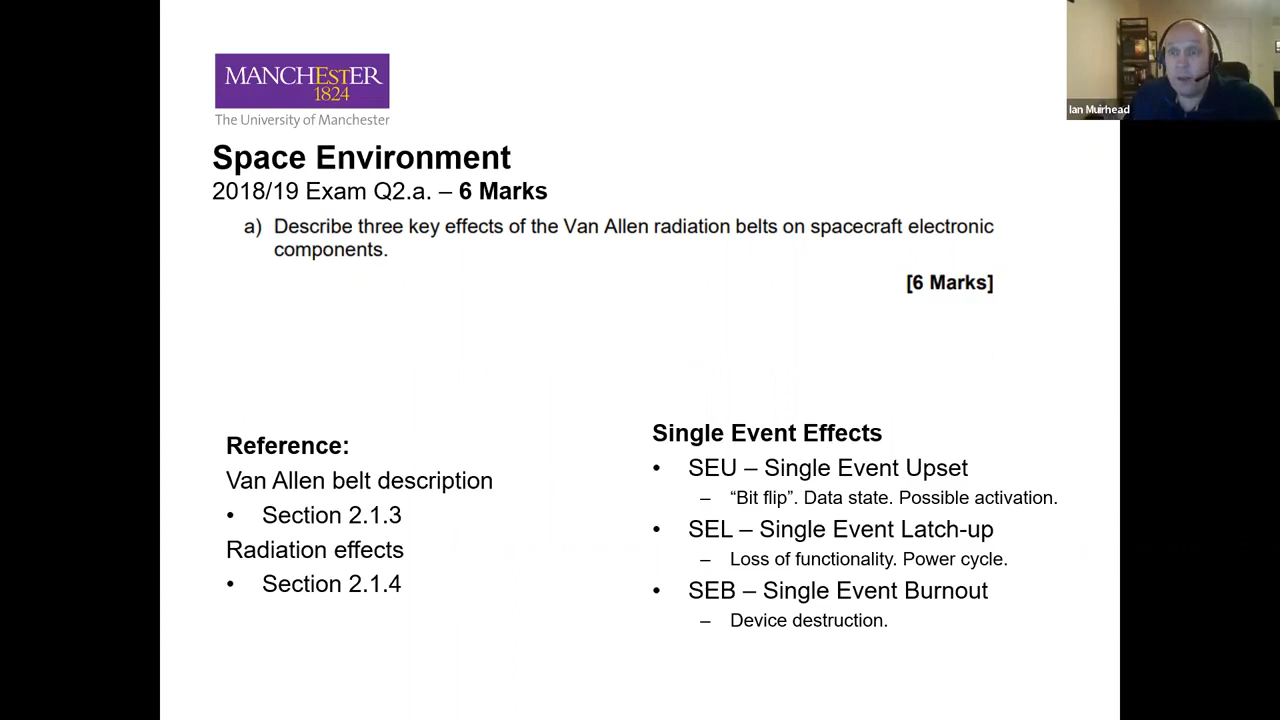 MANCHESTER
1824
The University of Manchester
Ian Muirhead
Space Environment
2018/19 Exam Q2.a. – 6 Marks
a) Describe three key effects of the Van Allen radiation belts on spacecraft electronic
components.
[6 Marks]
Reference:
Van Allen belt description
• Section 2.1.3
Radiation effects
• Section 2.1.4
Single Event Effects
• SEU – Single Event Upset
– “Bit flip”. Data state. Possible activation.
• SEL – Single Event Latch-up
– Loss of functionality. Power cycle.
• SEB – Single Event Burnout
– Device destruction.